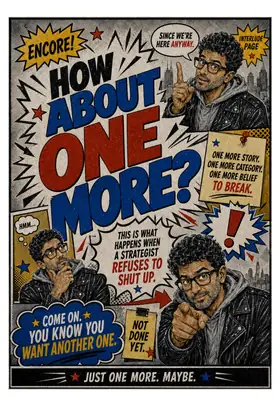 ENCORE!
SINCE WE'RE
HERE ANYWAY.
INTERLUDE
PAGE
HOW
ABOUT
ONE
MORE?
ONE MORE STORY.
ONE MORE CATEGORY.
ONE MORE BELIEF
TO BREAK.
HMM...
THIS IS WHAT
HAPPENS WHEN
A STRATEGIST
REFUSES TO
SHUT UP.
!
COME ON.
YOU KNOW YOU
WANT ANOTHER ONE.
NOT
DONE
YET.
JUST ONE MORE. MAYBE.